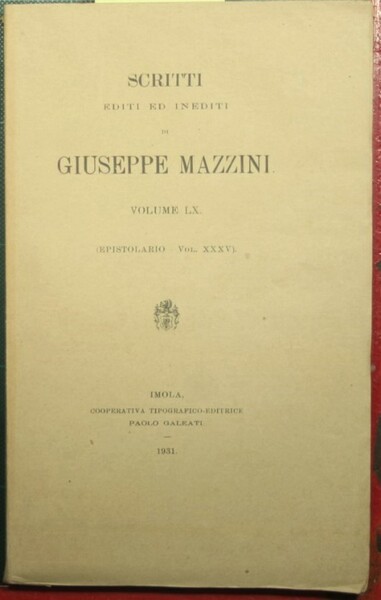 SCRITTI
EDITI ED INEDITI
DI
GIUSEPPE MAZZINI.
VOLUME LX.
(EPISTOLARIO - VOL. XXXV).
IMOLA,
COOPERATIVA TIPOGRAFICO-EDITRICE
PAOLO GALEATI.
—
1931.